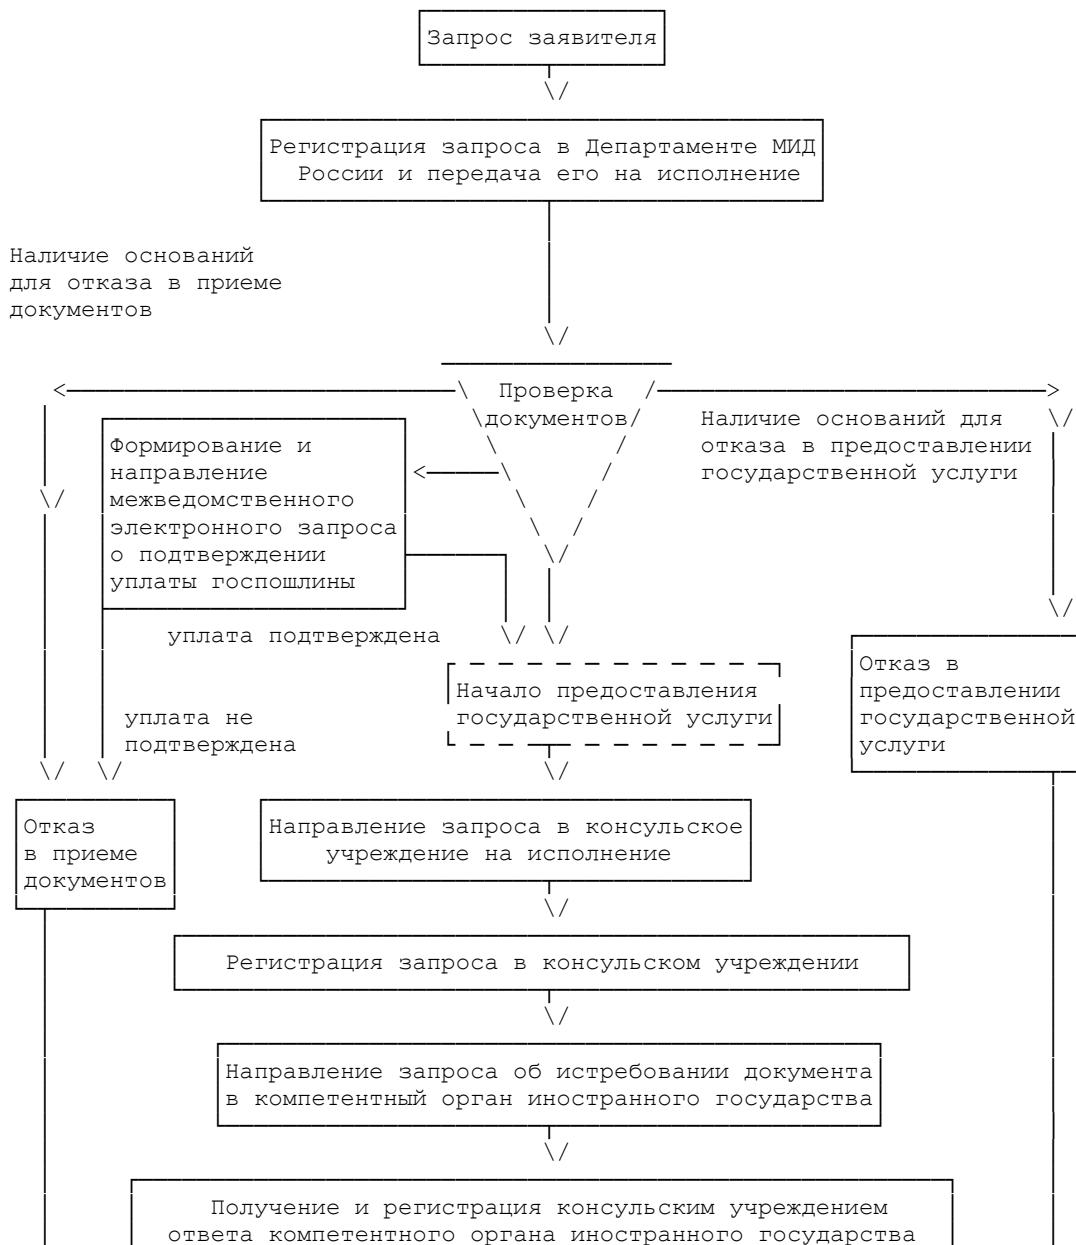 Запрос заявителя
Регистрация запроса в Департаменте МИД
России и передача его на исполнение
Наличие оснований
для отказа в приеме
документов
Проверка
документов
Наличие оснований для
отказа в предоставлении
государственной услуги
Формирование и
направление
межведомственного
электронного запроса
о подтверждении
уплаты госпошлины
уплата подтверждена
уплата не
подтверждена
Начало предоставления
государственной услуги
Отказ в
предоставлении
государственной
услуги
Отказ
в приеме
документов
Направление запроса в консульское
учреждение на исполнение
Регистрация запроса в консульском учреждении
Направление запроса об истребовании документа
в компетентный орган иностранного государства
Получение и регистрация консульским учреждением
ответа компетентного органа иностранного государства